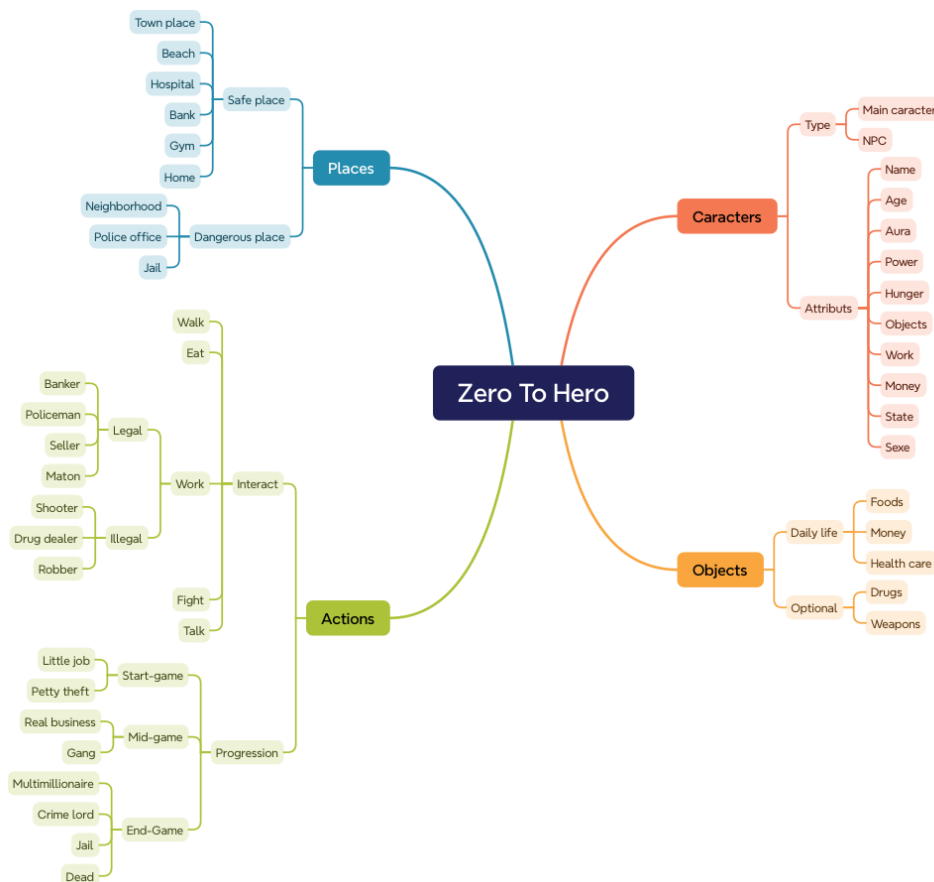 Zero To Hero
Places
Safe place
Town place
Beach
Hospital
Bank
Gym
Home
Dangerous place
Neighborhood
Police office
Jail
Caracters
Type
Main caracter
NPC
Attributs
Name
Age
Aura
Power
Hunger
Objects
Work
Money
State
Sexe
Objects
Daily life
Foods
Money
Health care
Optional
Drugs
Weapons
Actions
Interact
Walk
Eat
Work
Legal
Banker
Policeman
Seller
Maton
Illegal
Shooter
Drug dealer
Robber
Fight
Talk
Progression
Start-game
Little job
Petty theft
Mid-game
Real business
Gang
End-Game
Multimillionaire
Crime lord
Jail
Dead